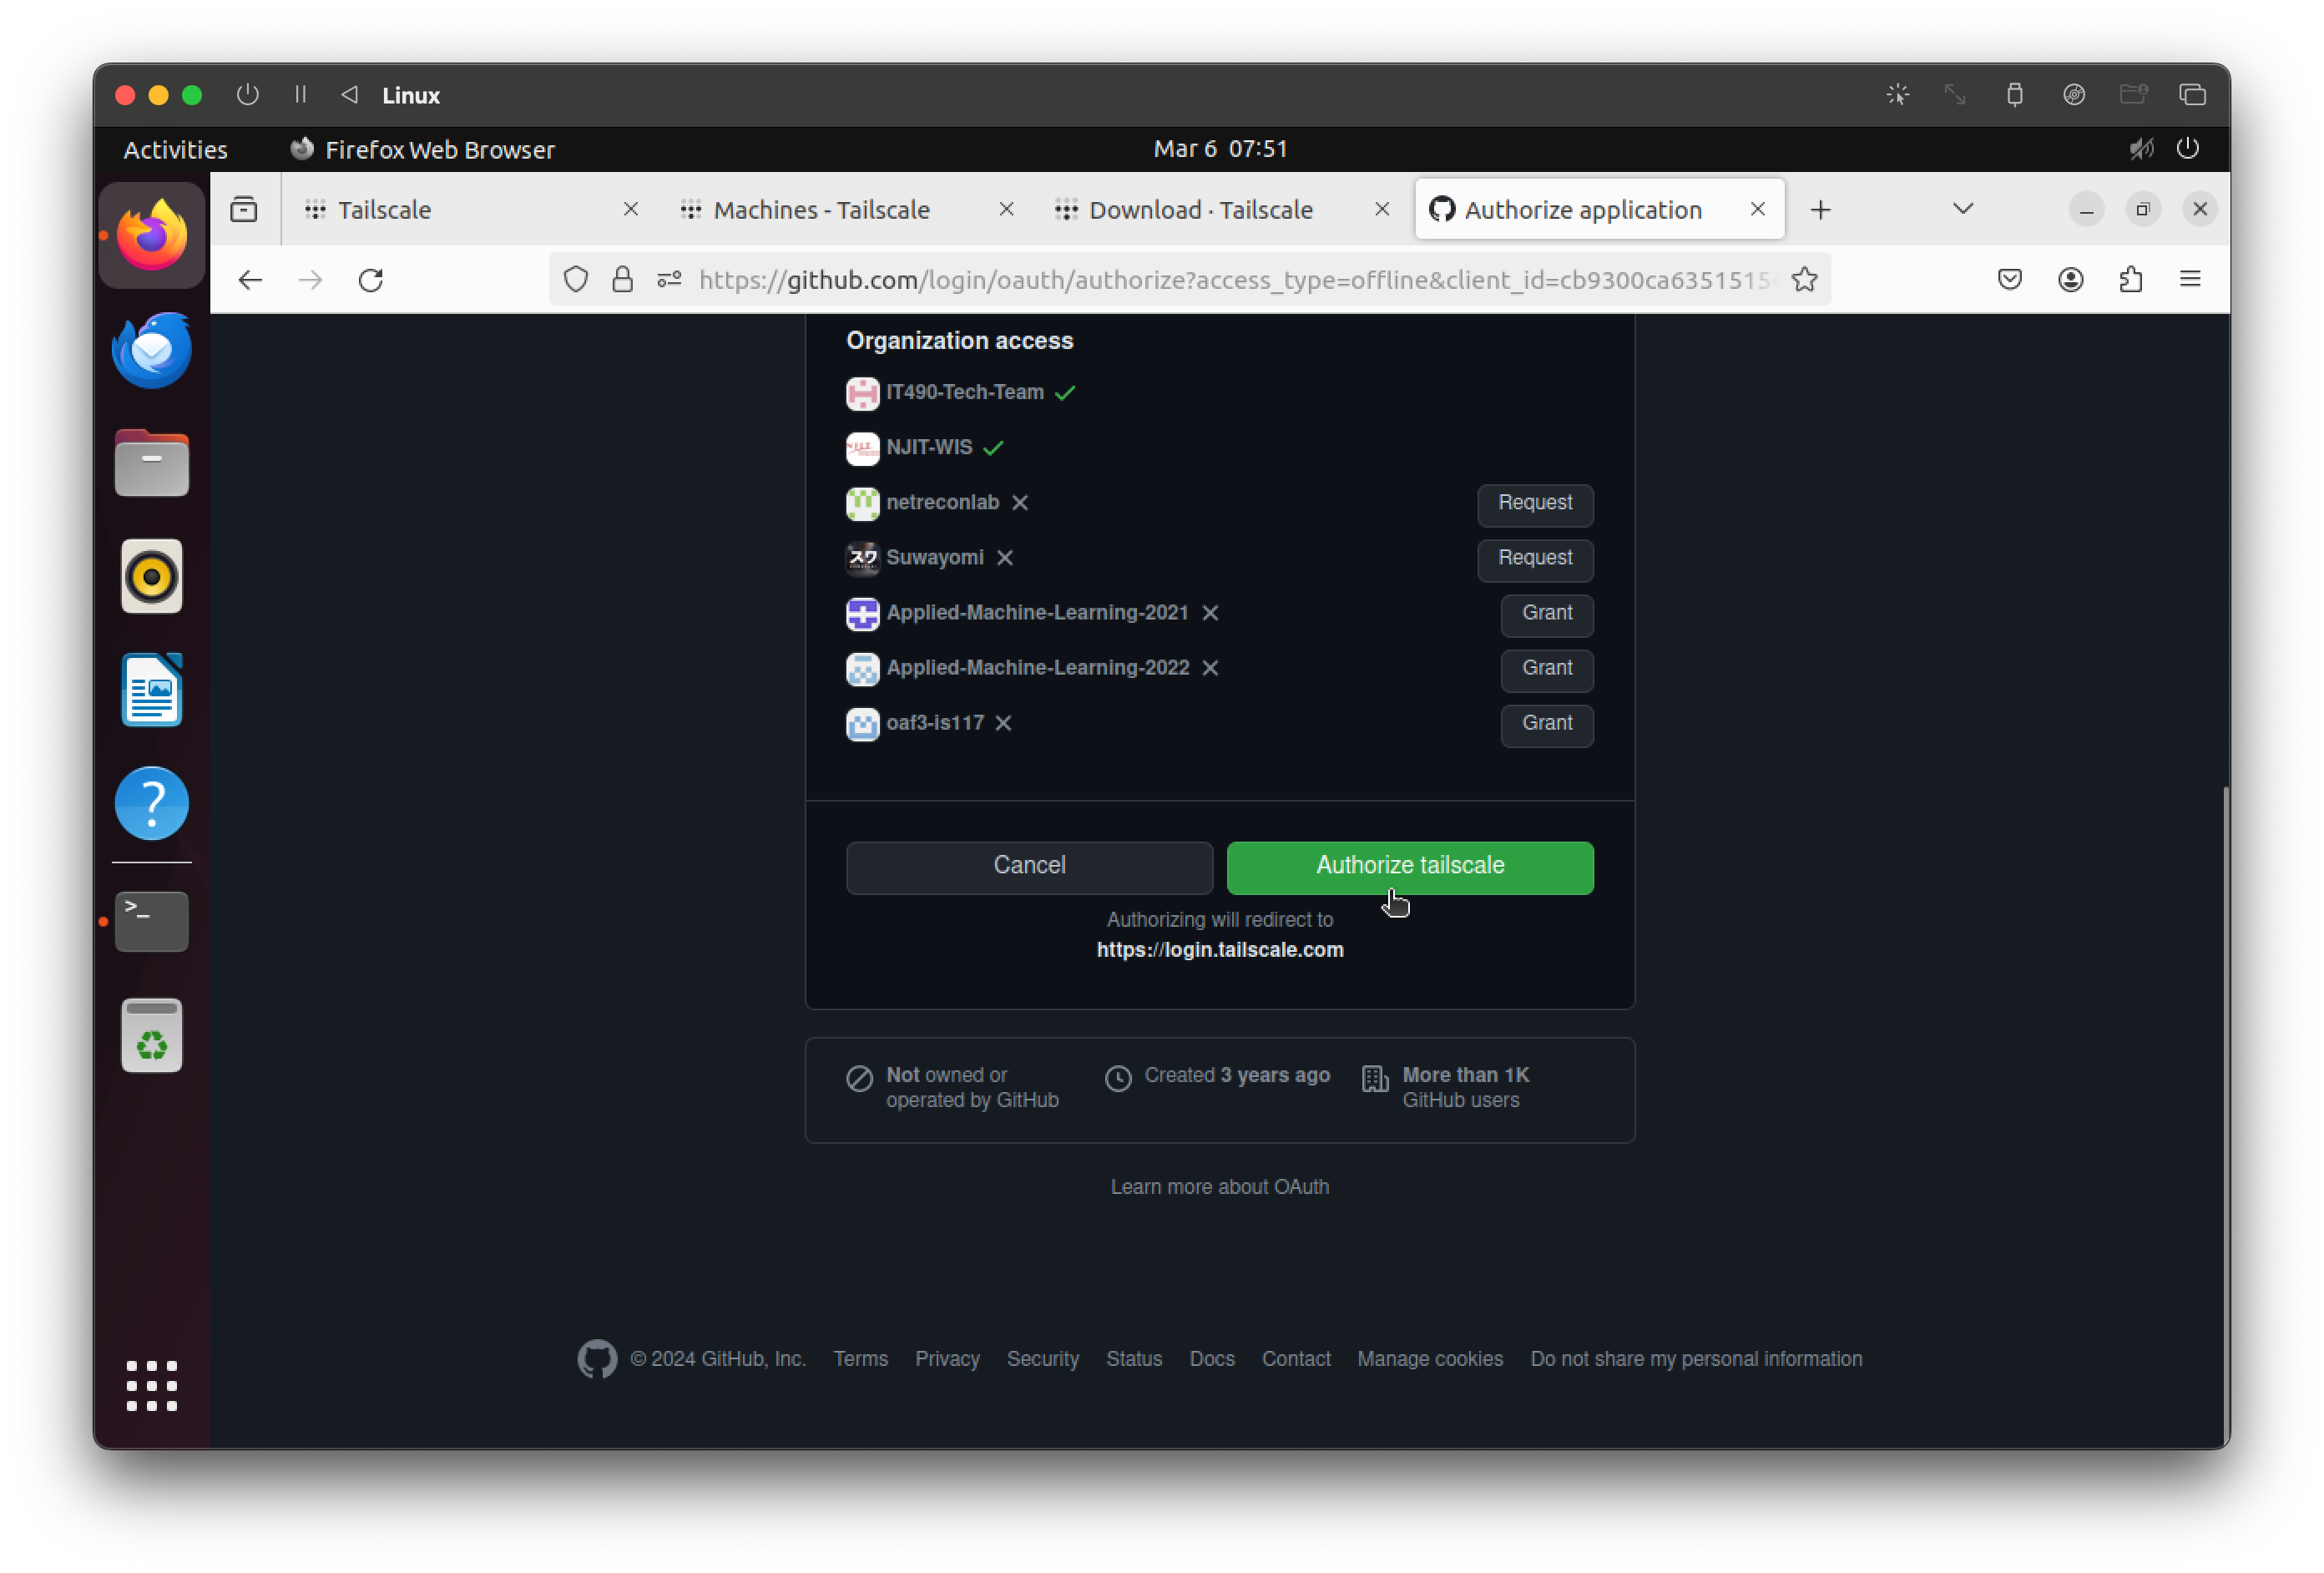 Linux
Activities
Firefox Web Browser
Mar 6 07:51
Tailscale
Machines - Tailscale
Download · Tailscale
Authorize application
https://github.com/login/oauth/authorize?access_type=offline&client_id=cb9300ca6351515
Organization access
IT490-Tech-Team
NJIT-WIS
netreconlab
Request
スワ
Suwayomi
Request
Applied-Machine-Learning-2021
Grant
Applied-Machine-Learning-2022
Grant
oaf3-is117
Grant
Cancel
Authorize tailscale
Authorizing will redirect to
https://login.tailscale.com
Not owned or
operated by GitHub
Created 3 years ago
More than 1K
GitHub users
Learn more about OAuth
© 2024 GitHub, Inc. Terms Privacy Security Status Docs Contact Manage cookies Do not share my personal information